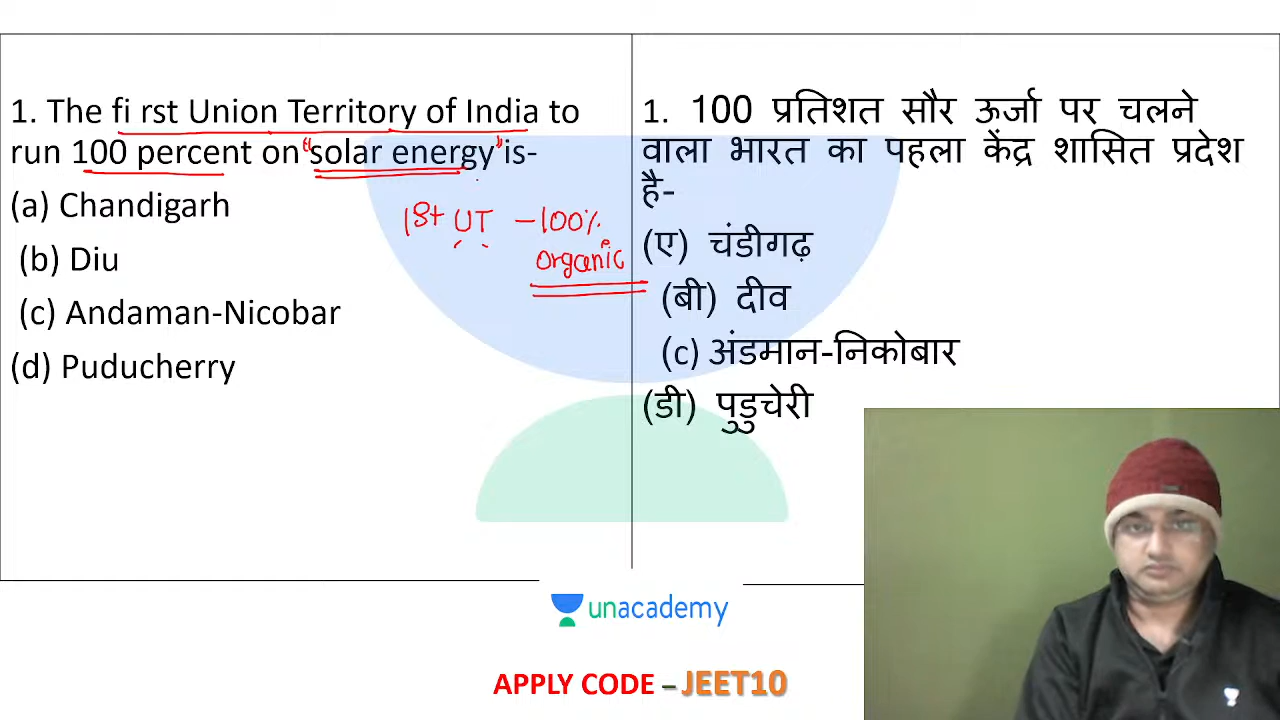 1. The fi rst Union Territory of India to
run 100 percent on "solar energy" is-
(a) Chandigarh
(b) Diu
(c) Andaman-Nicobar
(d) Puducherry
1st UT - 100%
organic
1. 100 प्रतिशत सौर ऊर्जा पर चलने
वाला भारत का पहला केंद्र शासित प्रदेश
है-
(ए) चंडीगढ़
(बी) दीव
(c) अंडमान-निकोबार
(डी) पुडुचेरी
unacademy
APPLY CODE – JEET10